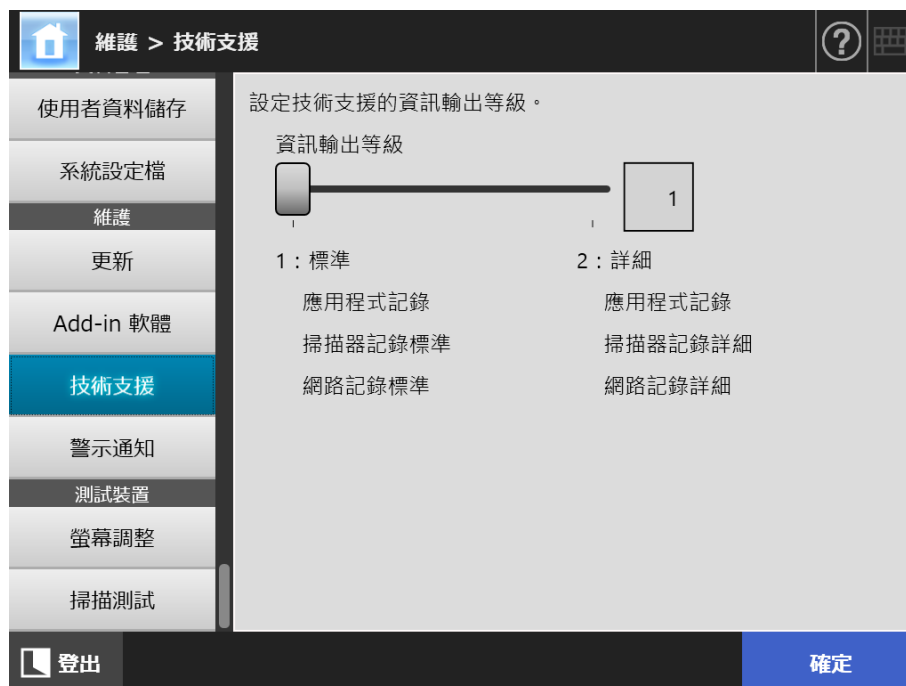 維護 > 技術支援
使用者資料儲存
系統設定檔
維護
更新
Add-in 軟體
技術支援
警示通知
測試裝置
螢幕調整
掃描測試
設定技術支援的資訊輸出等級。
資訊輸出等級
1
1：標準
應用程式記錄
掃描器記錄標準
網路記錄標準
2：詳細
應用程式記錄
掃描器記錄詳細
網路記錄詳細
登出
確定